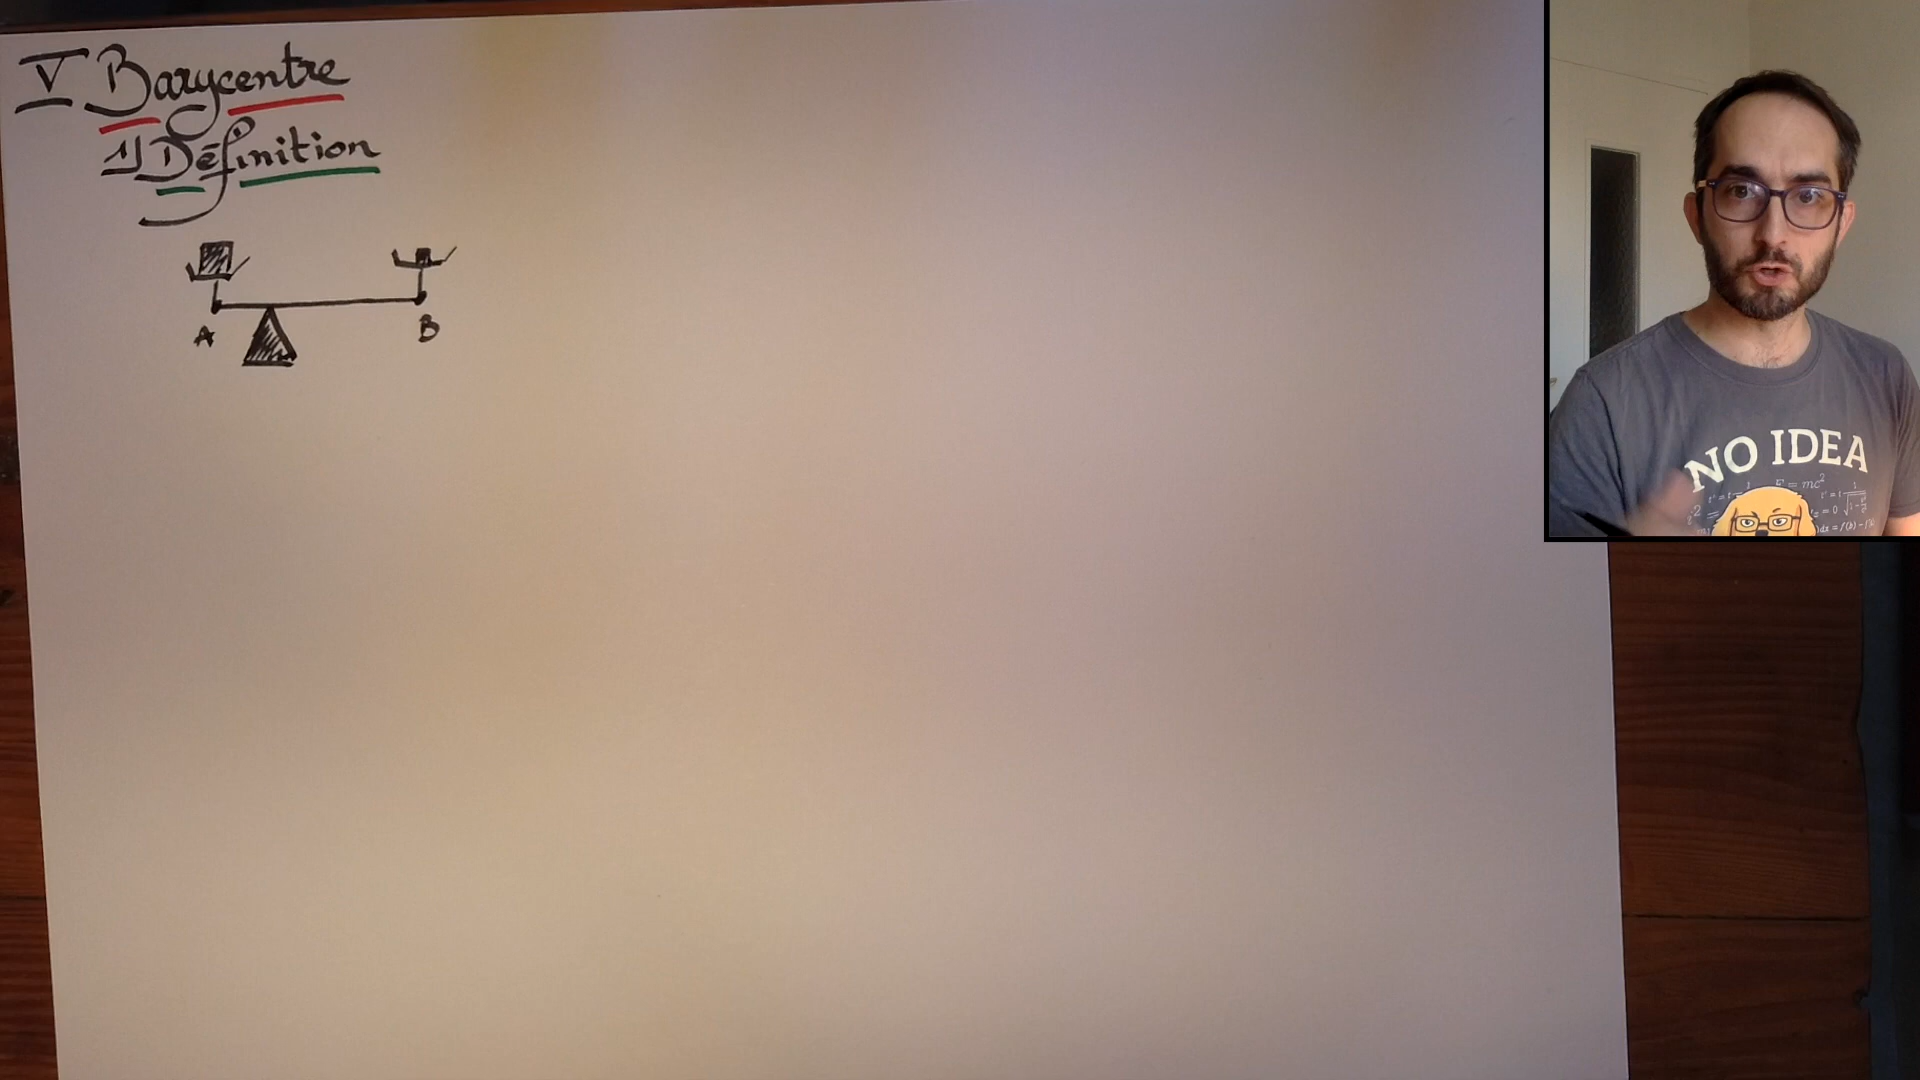 V Barycentre
1) Définition
A B
NO IDEA
E = mc²